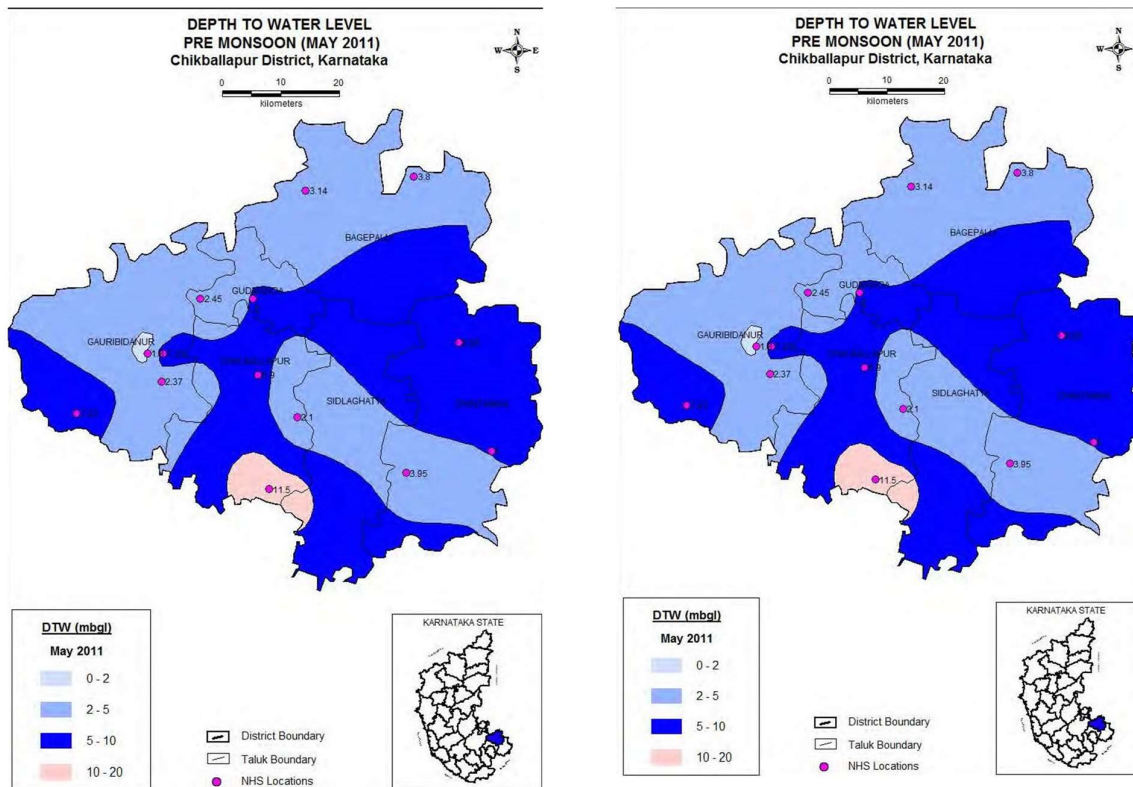 DEPTH TO WATER LEVEL
PRE MONSOON (MAY 2011)
Chikballapur District, Karnataka
N
W E
S
0 10 20
kilometers
3.14
3.8
BAGEPALLI
2.45
GAURIBIDANUR
2.37
SIDLAGHATTA
2.1
3.95
11.5
DTW (mbgl)
May 2011
0 - 2
2 - 5
5 - 10
10 - 20
District Boundary
Taluk Boundary
NHS Locations
KARNATAKA STATE
DEPTH TO WATER LEVEL
PRE MONSOON (MAY 2011)
Chikballapur District, Karnataka
N
W
S
0 10 20
kilometers
3.14
3.8
BAGEPALLI
2.45
GAURIBIDANUR
2.37
SIDLAGHATTA
2.1
3.95
11.5
DTW (mbgl)
May 2011
0 - 2
2 - 5
5 - 10
10 - 20
District Boundary
Taluk Boundary
NHS Locations
KARNATAKA STATE